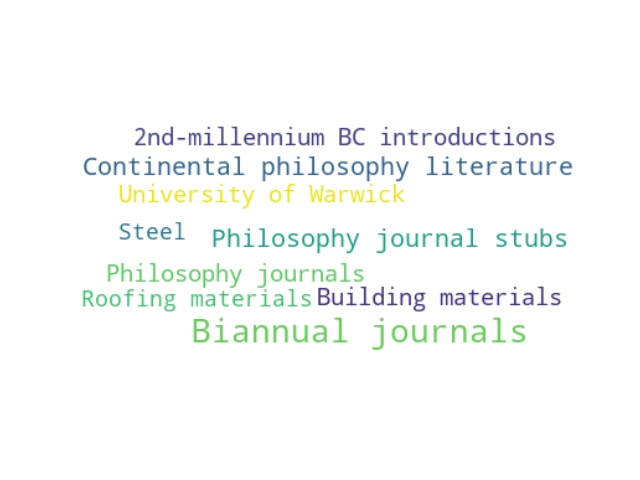 2nd-millennium BC introductions
Continental philosophy literature
University of Warwick
Steel
Philosophy journal stubs
Philosophy journals
Roofing materials
Building materials
Biannual journals